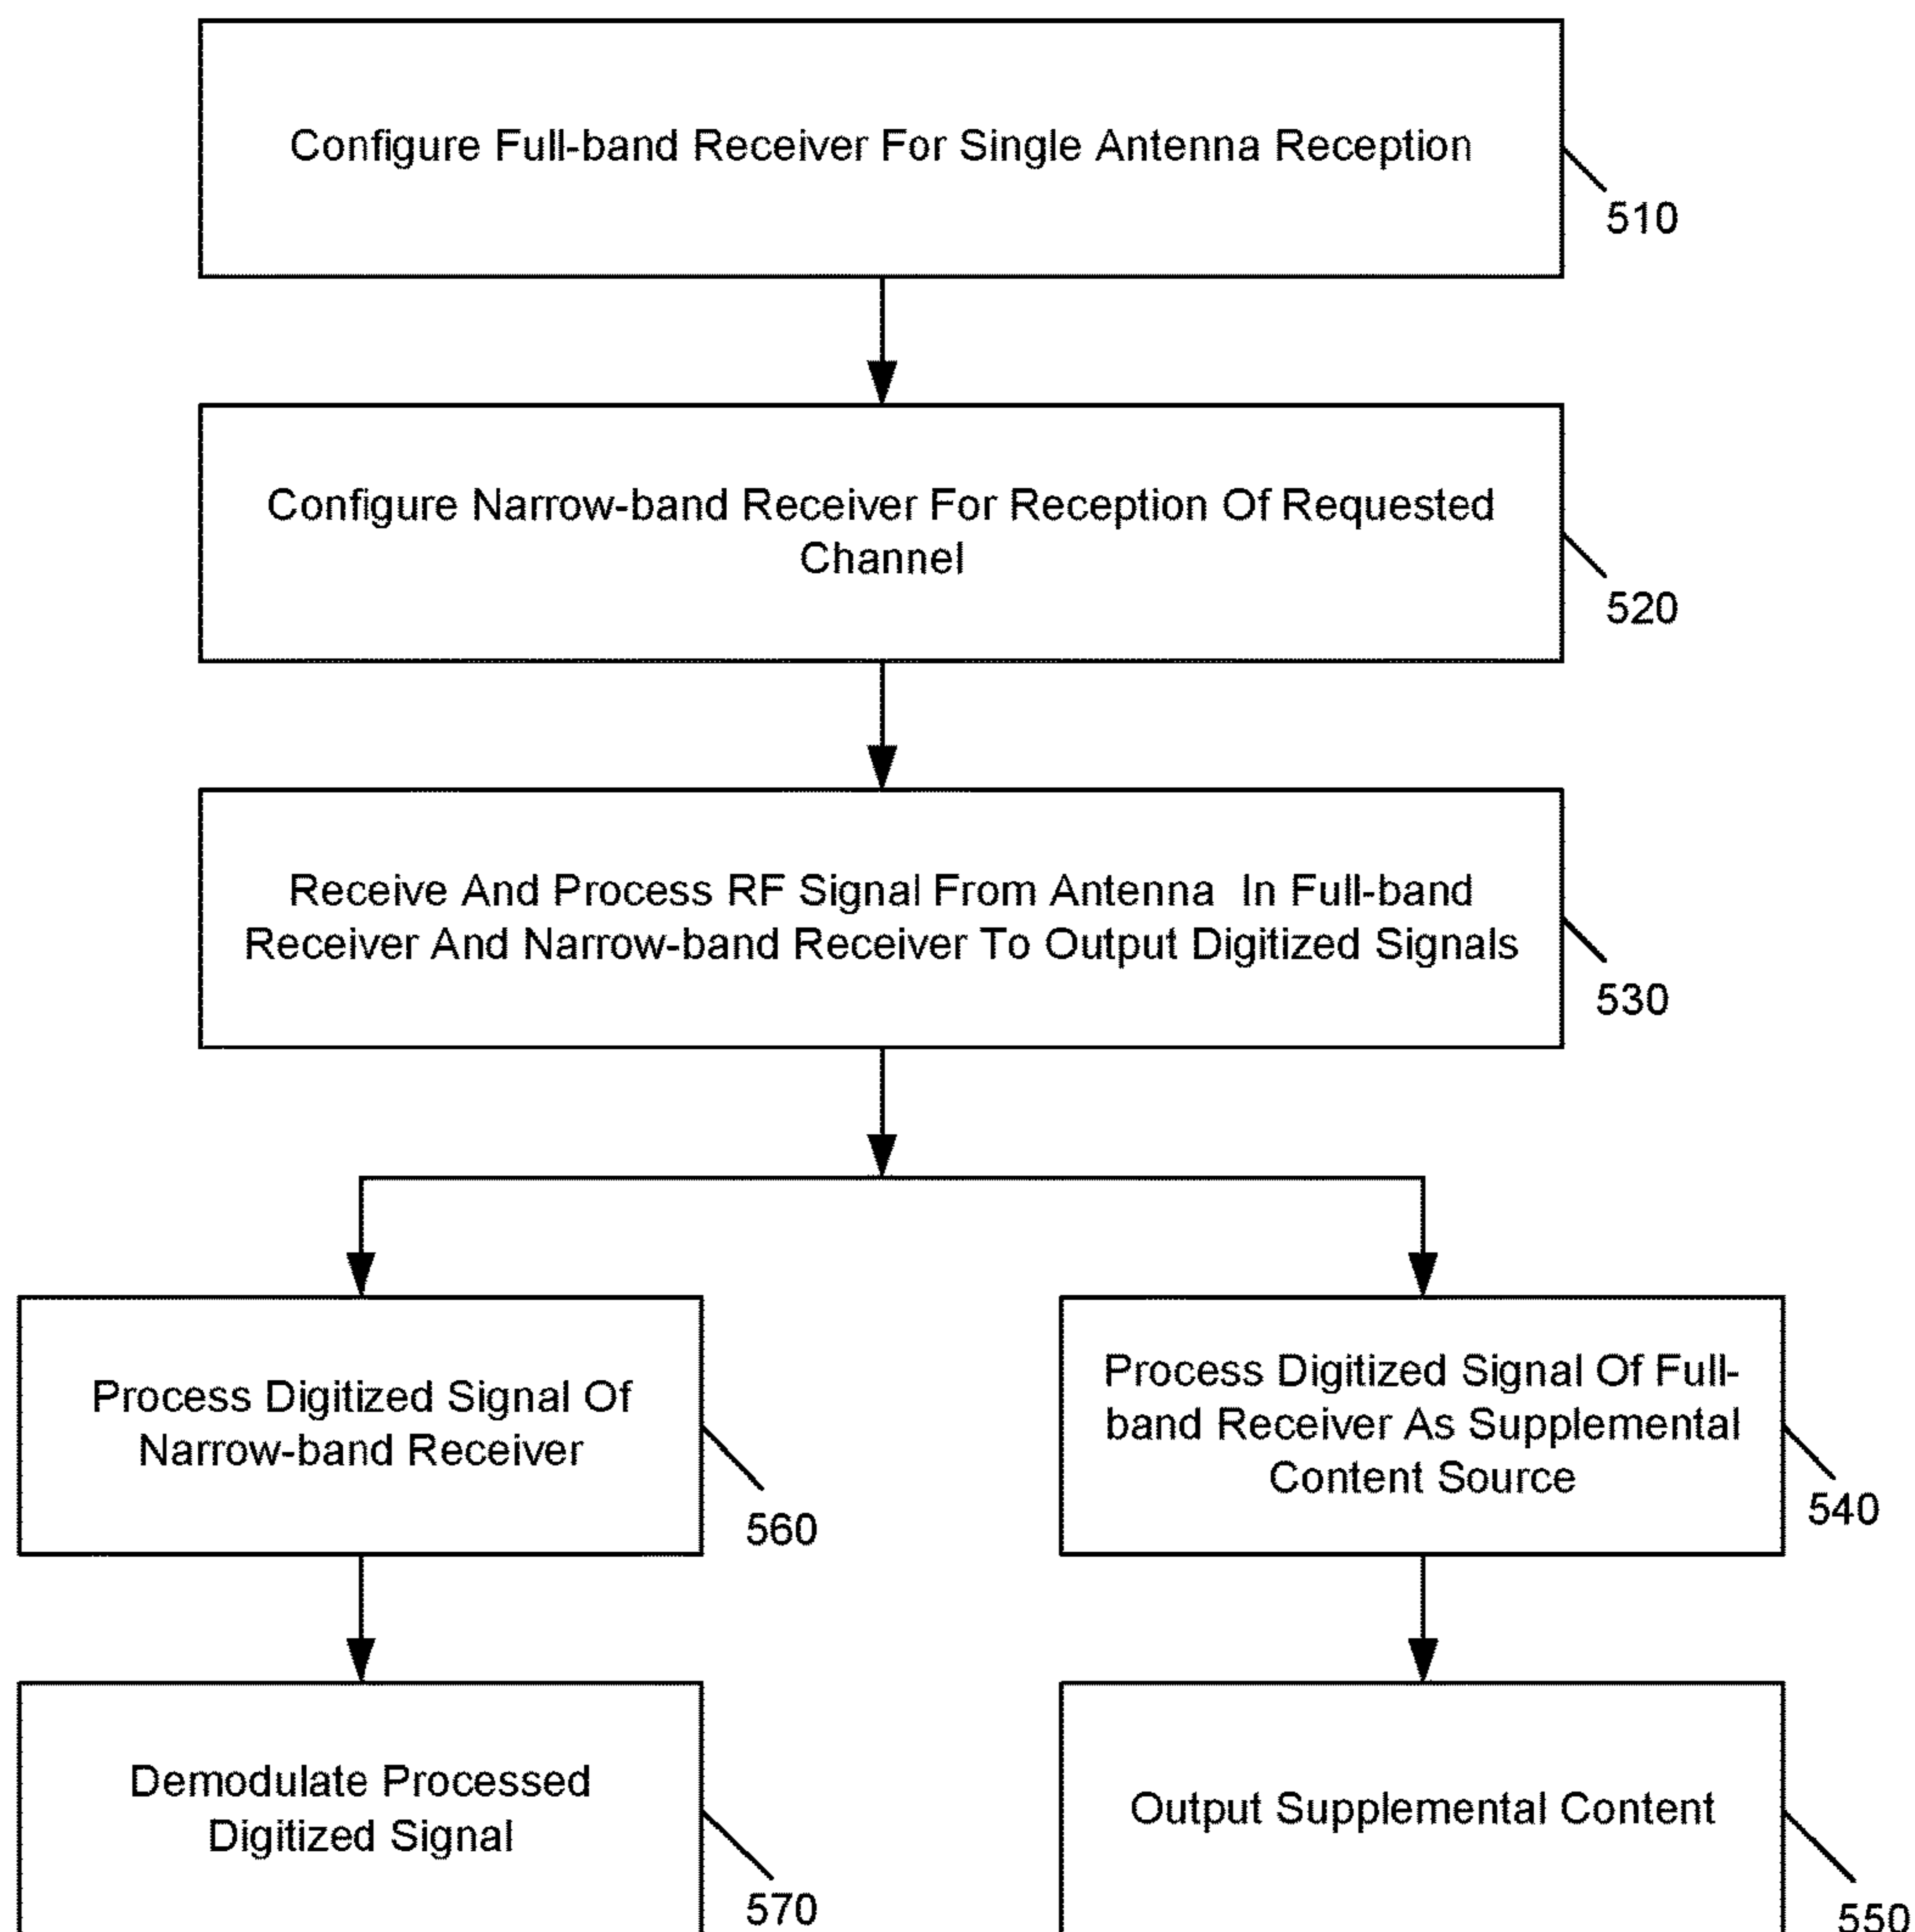 Configure Full-band Receiver For Single Antenna Reception
510
Configure Narrow-band Receiver For Reception Of Requested
Channel
520
Receive And Process RF Signal From Antenna In Full-band
Receiver And Narrow-band Receiver To Output Digitized Signals
530
Process Digitized Signal Of
Narrow-band Receiver
560
Process Digitized Signal Of Full-
band Receiver As Supplemental
Content Source
540
Demodulate Processed
Digitized Signal
570
Output Supplemental Content
550